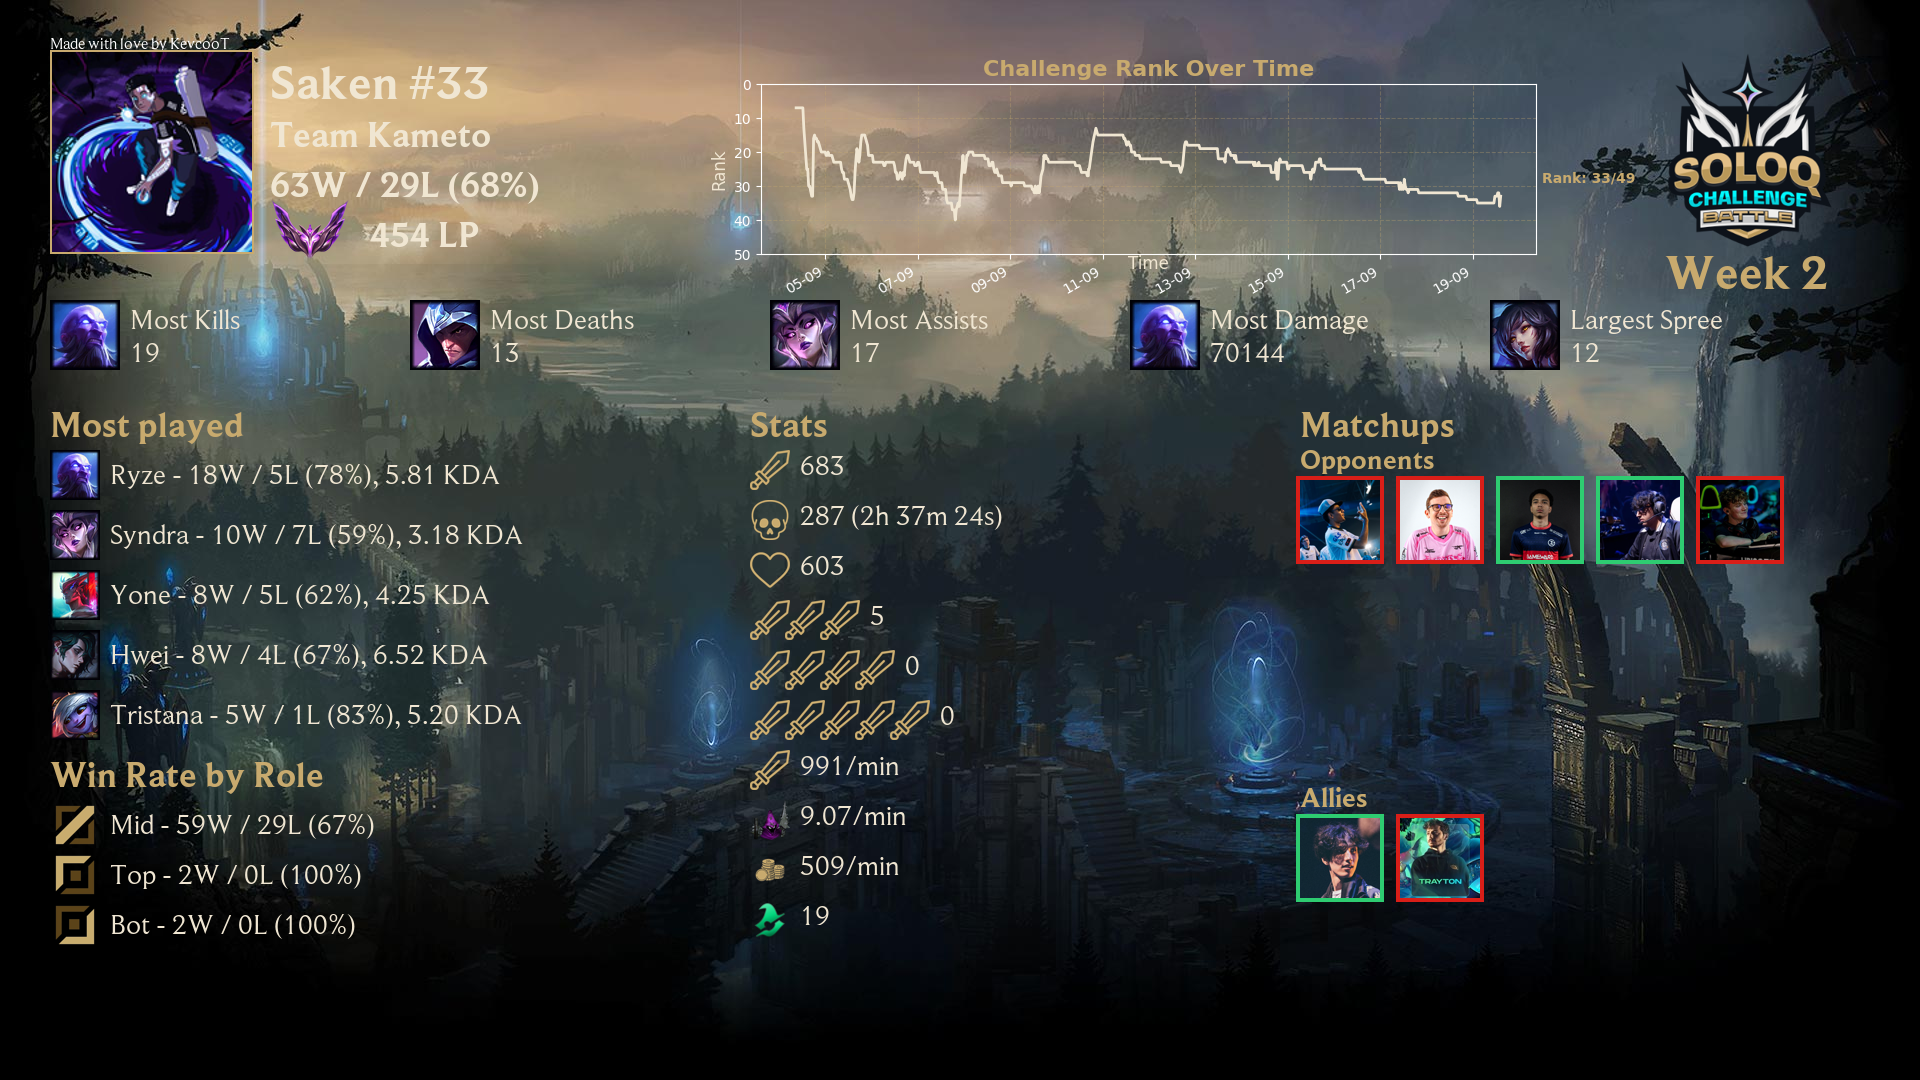 Made with love by KevcooT
Saken #33
Team Kameto
63W / 29L (68%)
454 LP
Challenge Rank Over Time
0
10
20
30
40
50
Rank
05-09
07-09
09-09
11-09
13-09
15-09
17-09
19-09
Time
Rank: 33/49
SOLOQ
CHALLENGE
BATTLE
Week 2
Most Kills
19
Most Deaths
13
Most Assists
17
Most Damage
70144
Largest Spree
12
Most played
Ryze - 18W / 5L (78%), 5.81 KDA
Syndra - 10W / 7L (59%), 3.18 KDA
Yone - 8W / 5L (62%), 4.25 KDA
Hwei - 8W / 4L (67%), 6.52 KDA
Tristana - 5W / 1L (83%), 5.20 KDA
Win Rate by Role
Mid - 59W / 29L (67%)
Top - 2W / 0L (100%)
Bot - 2W / 0L (100%)
Stats
683
287 (2h 37m 24s)
603
5
0
0
991/min
9.07/min
509/min
19
Matchups
Opponents
Allies
TRAYTON